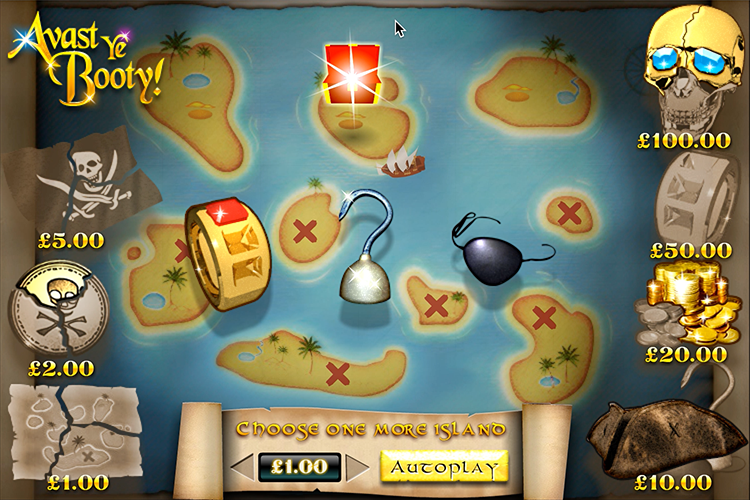 Avast Ye
Booty!
£5.00
£2.00
£1.00
£100.00
£50.00
£20.00
£10.00
Choose one more island
£1.00
Autoplay